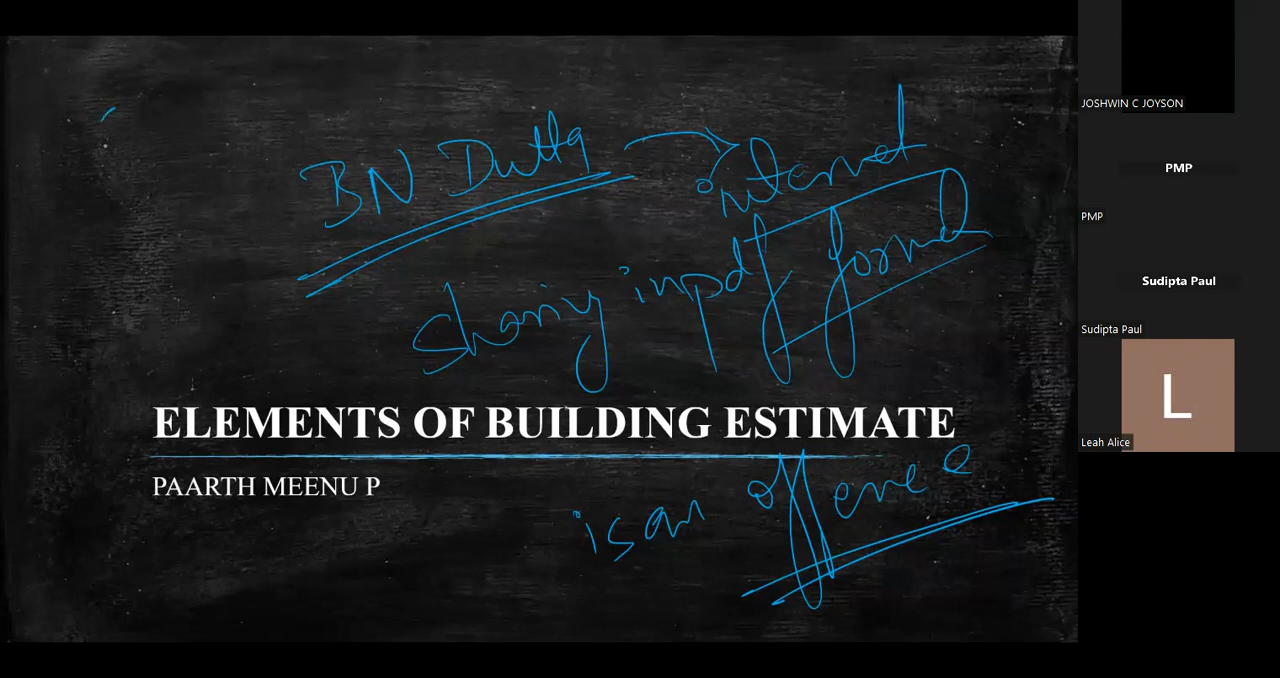 BN Dutta → internet
sharing in pdf format
ELEMENTS OF BUILDING ESTIMATE
PAARTH MEENU P
is an offence
JOSHWIN C JOYSON
PMP
PMP
Sudipta Paul
Sudipta Paul
L
Leah Alice